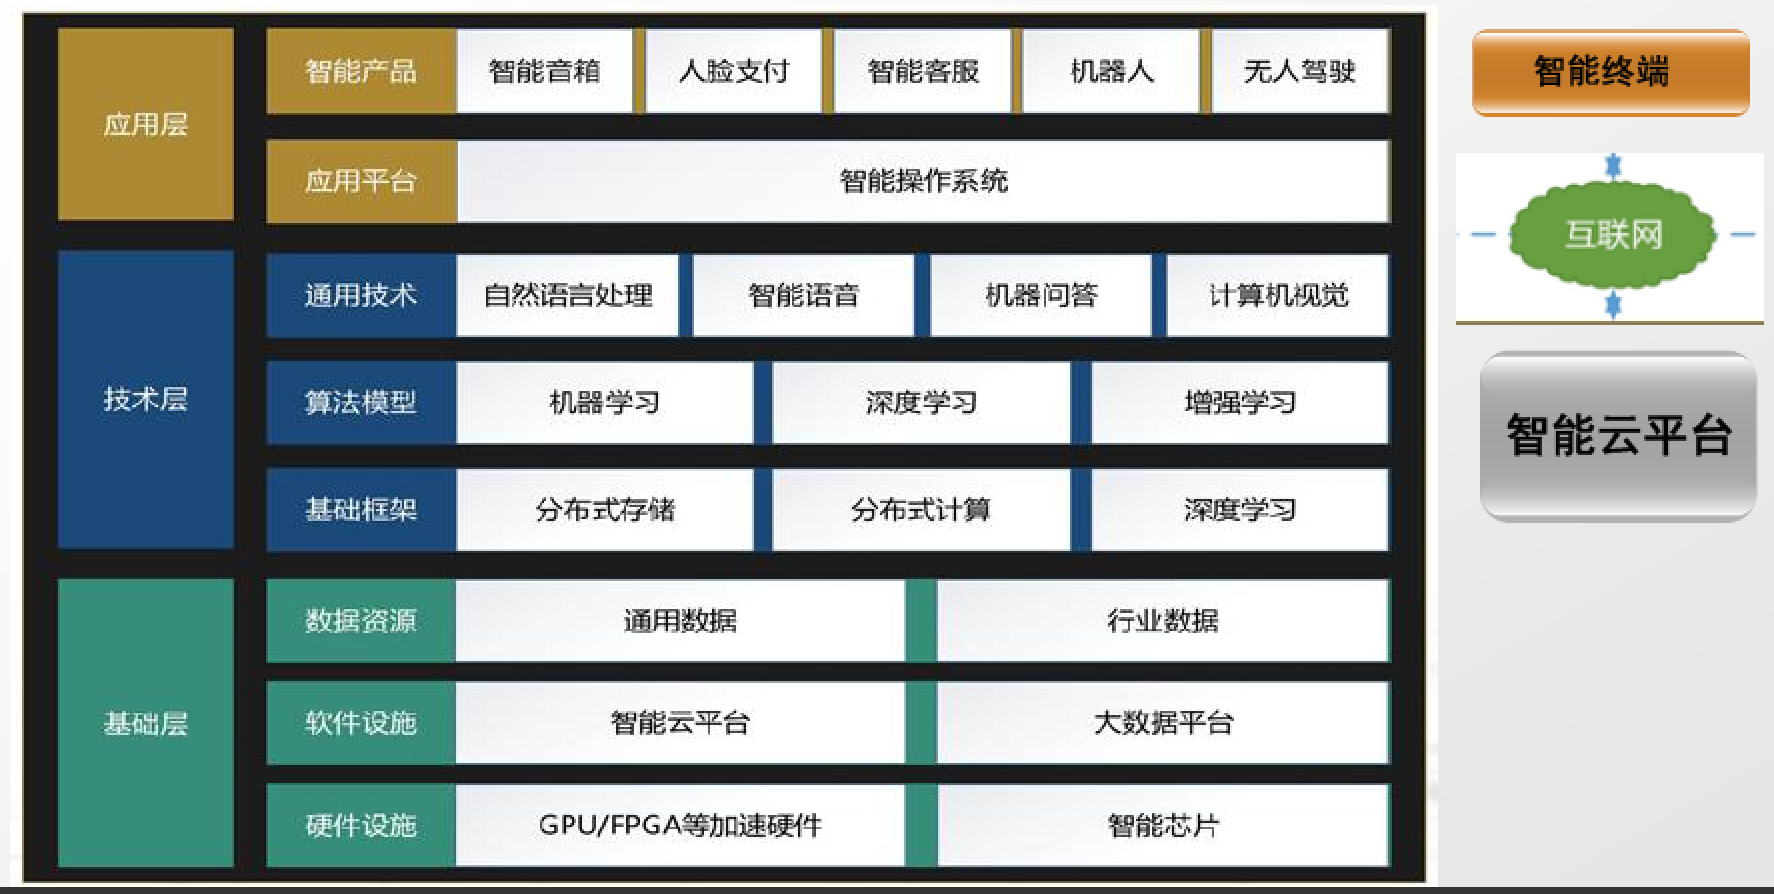 应用层
智能产品 智能音箱 人脸支付 智能客服 机器人 无人驾驶
应用平台 智能操作系统
技术层
通用技术 自然语言处理 智能语音 机器问答 计算机视觉
算法模型 机器学习 深度学习 增强学习
基础框架 分布式存储 分布式计算 深度学习
基础层
数据资源 通用数据 行业数据
软件设施 智能云平台 大数据平台
硬件设施 GPU/FPGA等加速硬件 智能芯片
智能终端
互联网
智能云平台